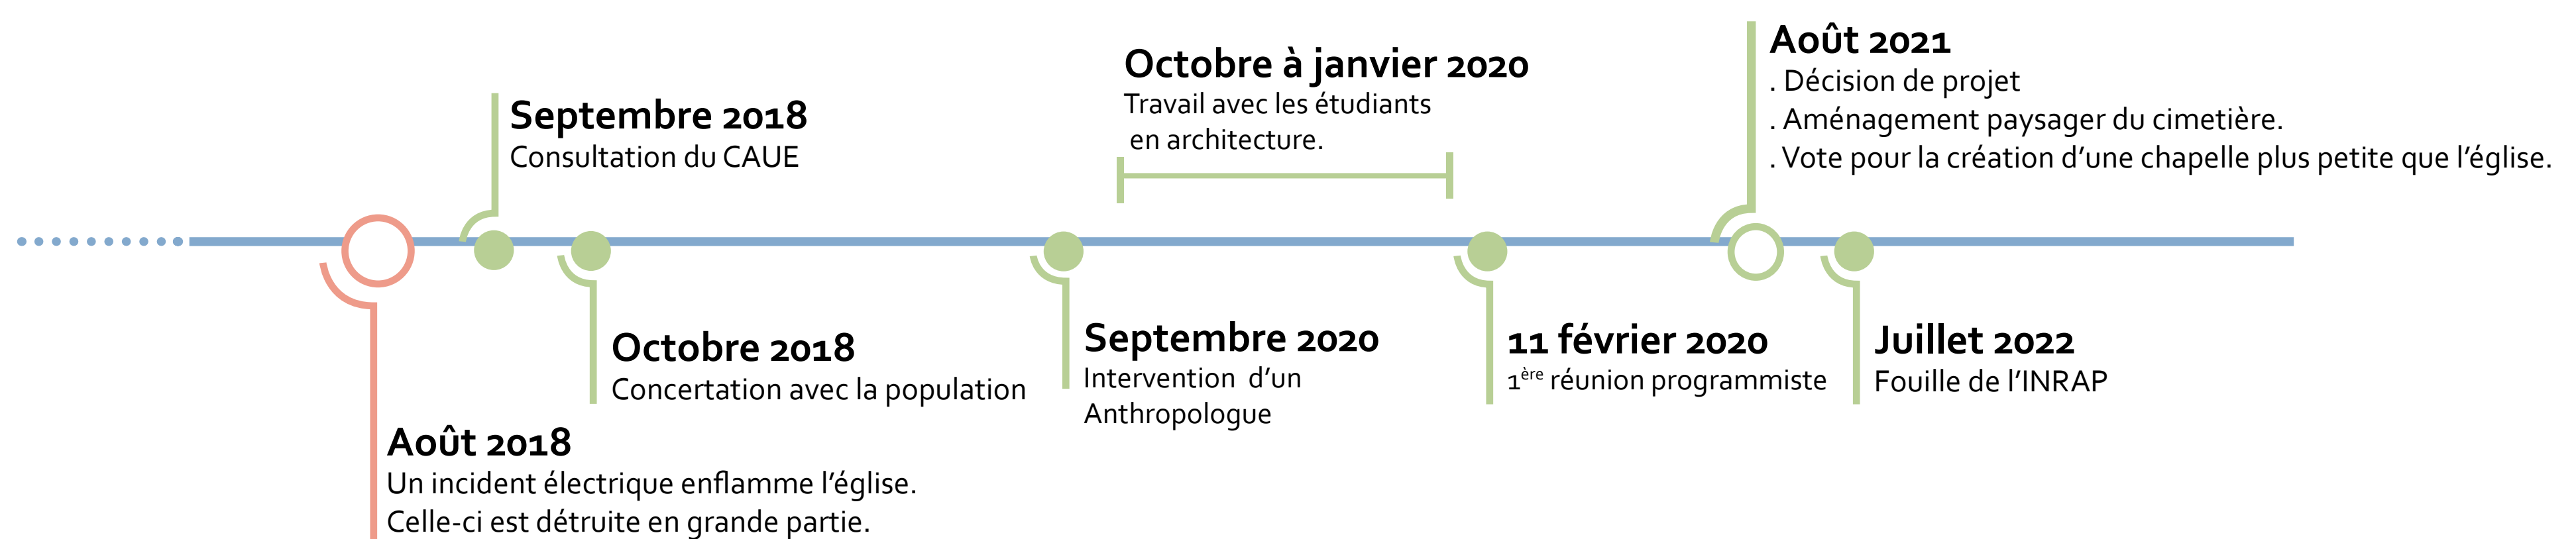 Août 2018
Un incident électrique enflamme l'église.
Celle-ci est détruite en grande partie.
Septembre 2018
Consultation du CAUE
Octobre 2018
Concertation avec la population
Septembre 2020
Intervention d'un
Anthropologue
Octobre à janvier 2020
Travail avec les étudiants
en architecture.
11 février 2020
1ère réunion programmiste
Août 2021
. Décision de projet
. Aménagement paysager du cimetière.
. Vote pour la création d'une chapelle plus petite que l'église.
Juillet 2022
Fouille de l'INRAP